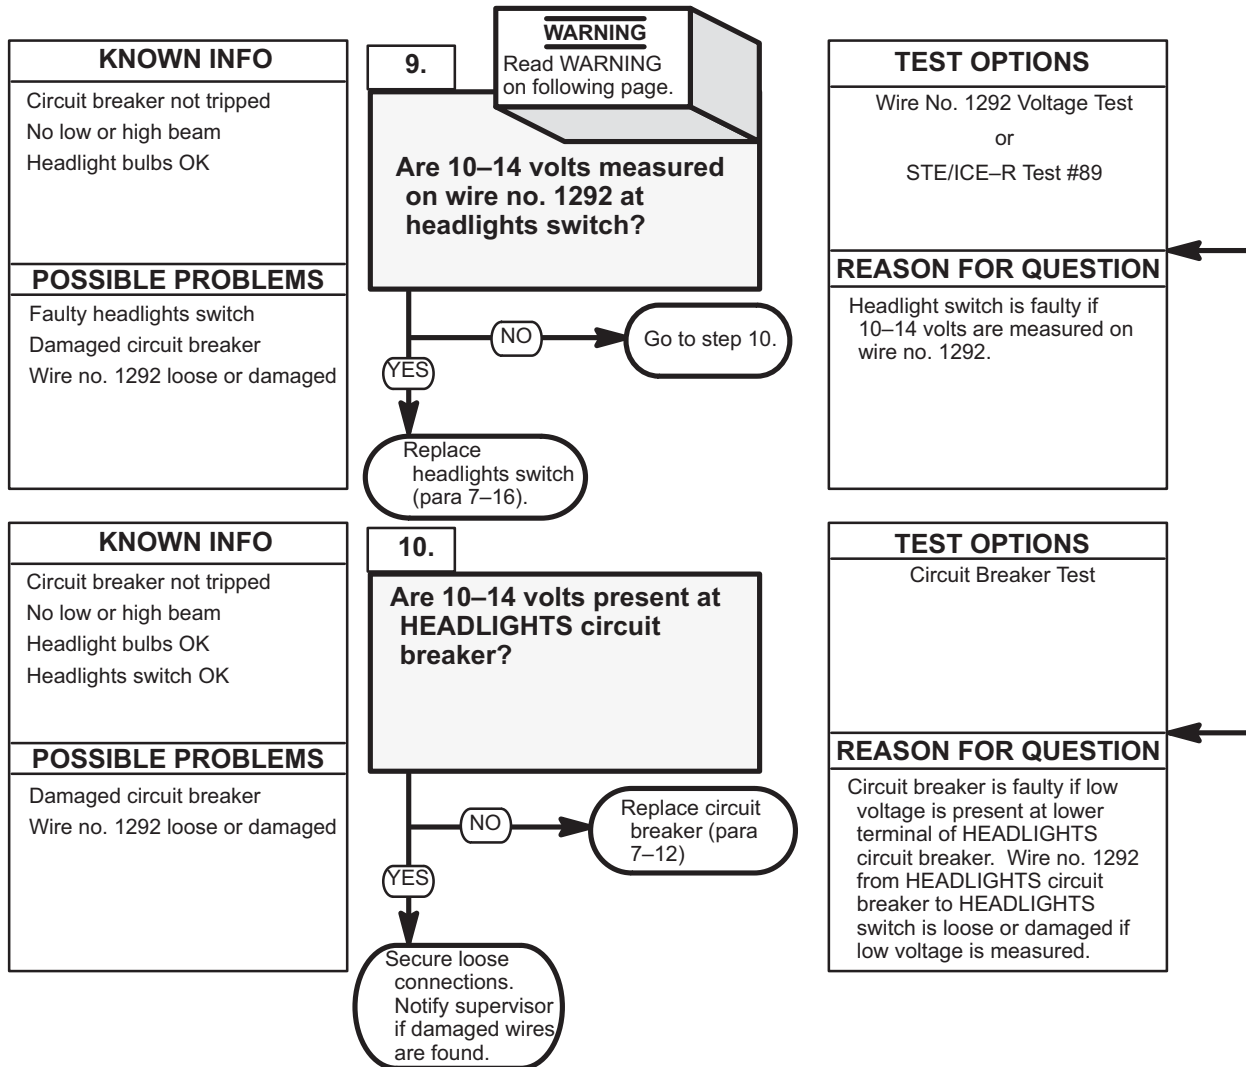 KNOWN INFO
Circuit breaker not tripped
No low or high beam
Headlight bulbs OK
POSSIBLE PROBLEMS
Faulty headlights switch
Damaged circuit breaker
Wire no. 1292 loose or damaged
9.
WARNING
Read WARNING
on following page.
Are 10–14 volts measured
on wire no. 1292 at
headlights switch?
NO
Go to step 10.
YES
Replace
headlights switch
(para 7–16).
TEST OPTIONS
Wire No. 1292 Voltage Test
or
STE/ICE–R Test #89
REASON FOR QUESTION
Headlight switch is faulty if
10–14 volts are measured on
wire no. 1292.
KNOWN INFO
Circuit breaker not tripped
No low or high beam
Headlight bulbs OK
Headlights switch OK
POSSIBLE PROBLEMS
Damaged circuit breaker
Wire no. 1292 loose or damaged
10.
Are 10–14 volts present at
HEADLIGHTS circuit
breaker?
NO
Replace circuit
breaker (para
7–12)
YES
Secure loose
connections.
Notify supervisor
if damaged wires
are found.
TEST OPTIONS
Circuit Breaker Test
REASON FOR QUESTION
Circuit breaker is faulty if low
voltage is present at lower
terminal of HEADLIGHTS
circuit breaker.  Wire no. 1292
from HEADLIGHTS circuit
breaker to HEADLIGHTS
switch is loose or damaged if
low voltage is measured.